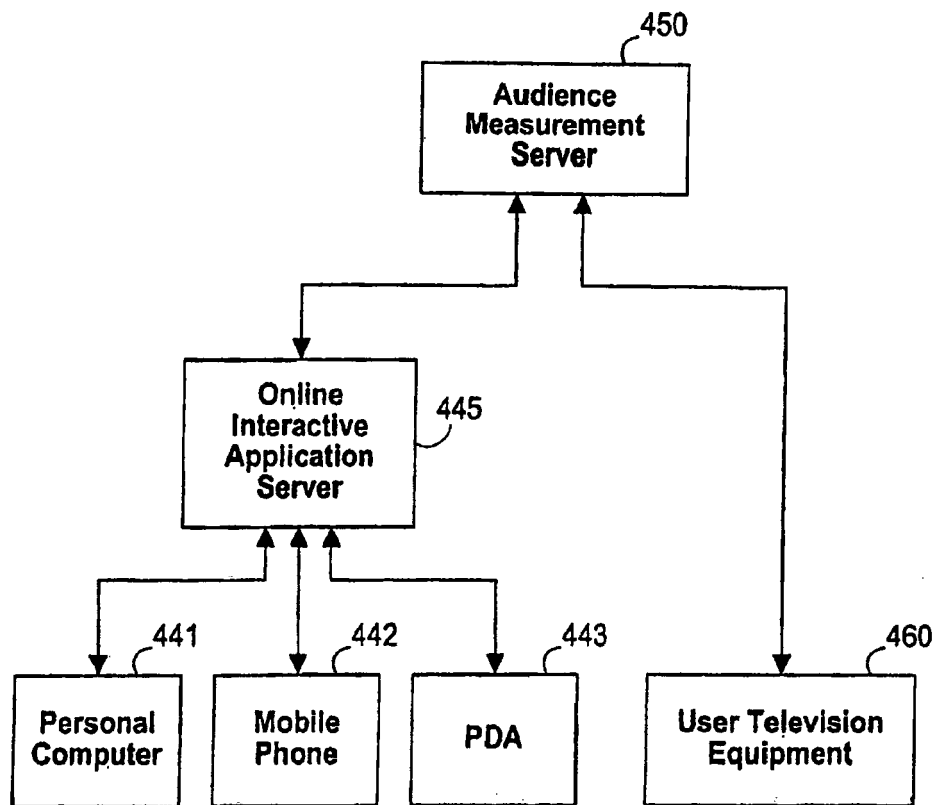 450
Audience
Measurement
Server
Online
Interactive
Application
Server
445
441
Personal
Computer
442
Mobile
Phone
443
PDA
460
User Television
Equipment